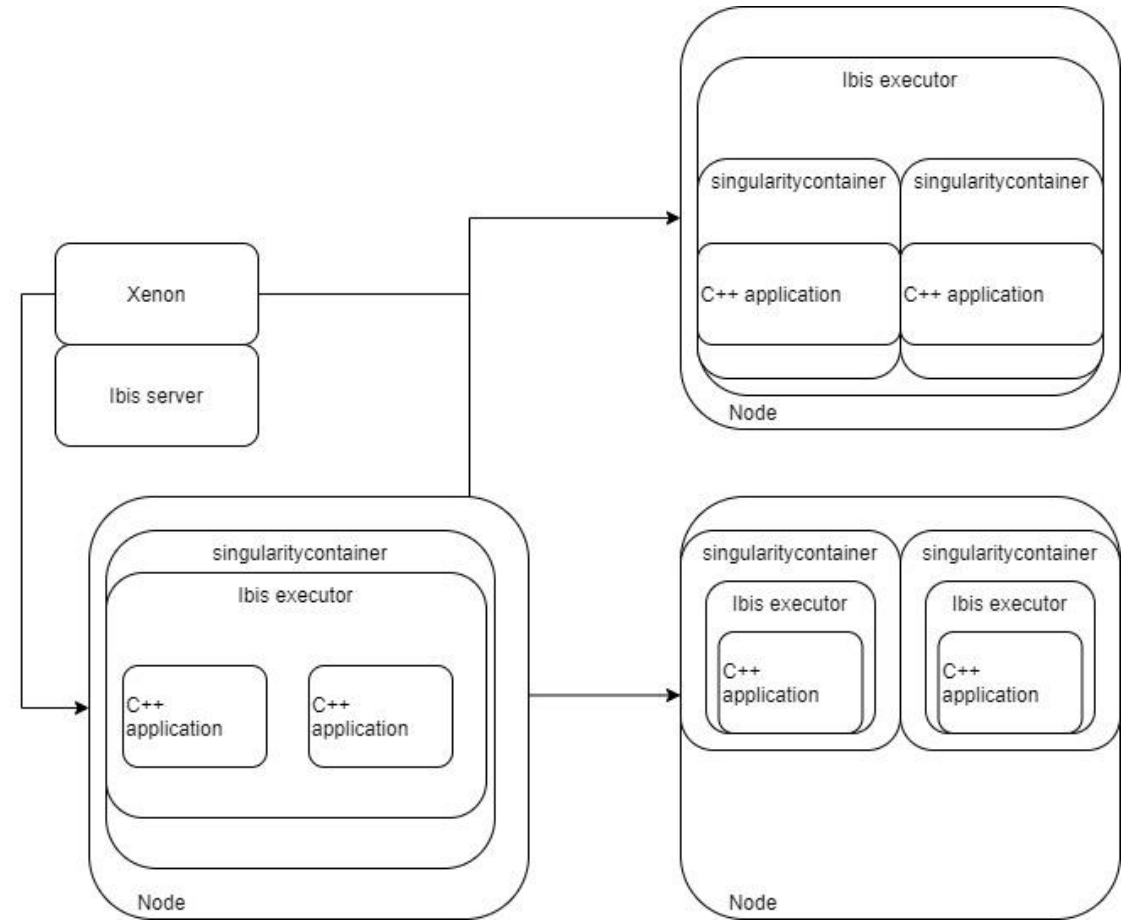 Ibis executor
singularitycontainer
singularitycontainer
C++ application
C++ application
Node
Xenon
Ibis server
singularitycontainer
Ibis executor
C++
application
C++
application
Node
singularitycontainer
singularitycontainer
Ibis executor
Ibis executor
C++
application
C++
application
Node